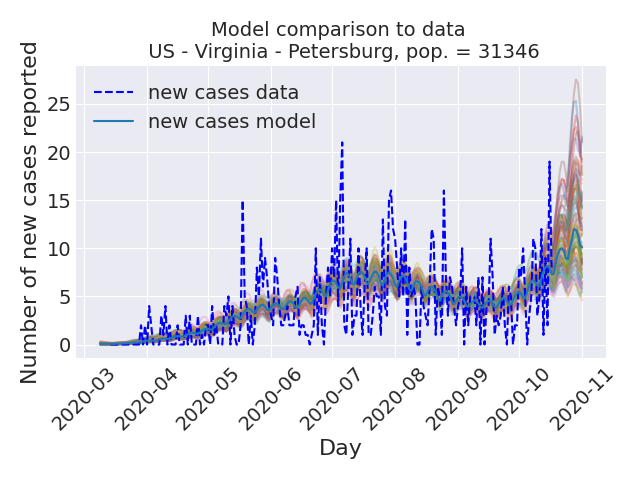 Model comparison to data
US - Virginia - Petersburg, pop. = 31346
new cases data
new cases model
Number of new cases reported
25
20
15
10
5
0
2020-03
2020-04
2020-05
2020-06
2020-07
2020-08
2020-09
2020-10
2020-11
Day